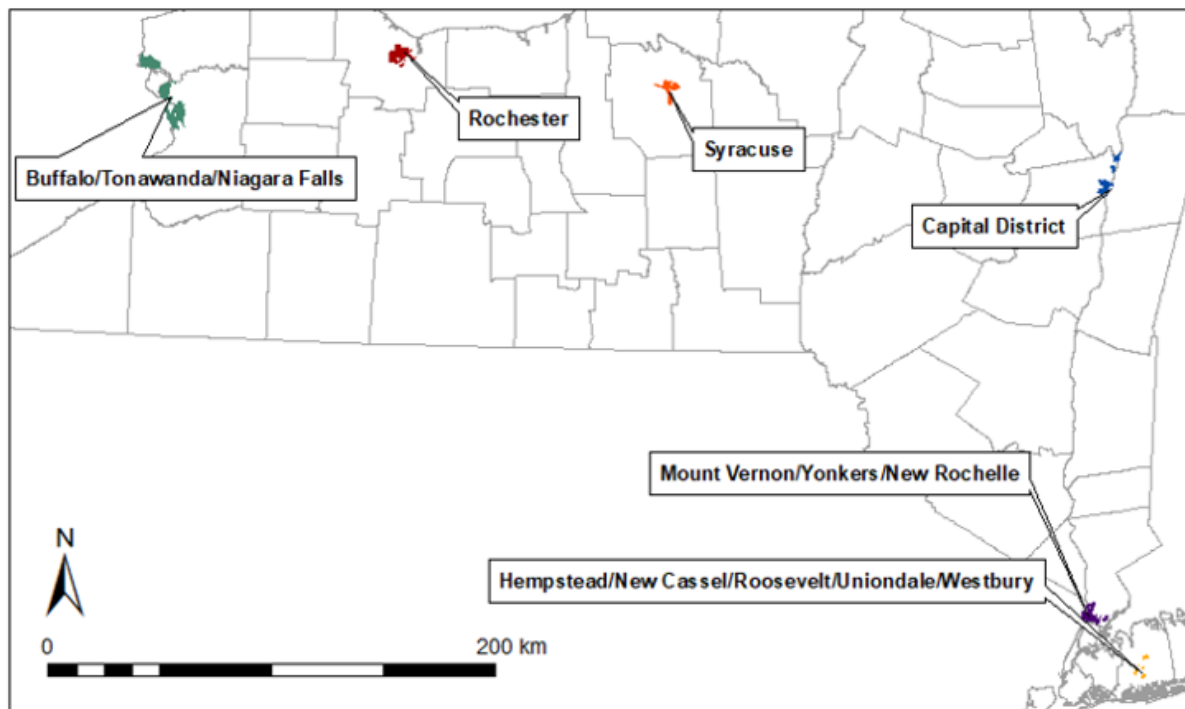 Rochester
Syracuse
Buffalo/Tonawanda/Niagara Falls
Capital District
Mount Vernon/Yonkers/New Rochelle
N
Hempstead/New Cassel/Roosevelt/Uniondale/Westbury
0
200 km